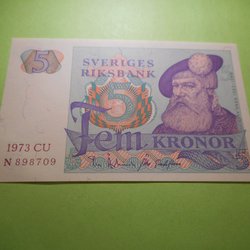 5
SVERIGES
RIKSBANK
5
Fem KRONOR
1973 CU
N 898709